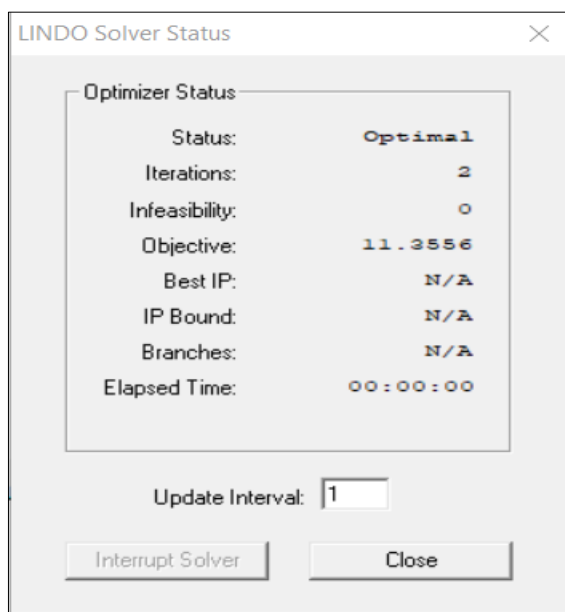 LINDO Solver Status
Optimizer Status
Status: Optimal
Iterations: 2
Infeasibility: 0
Objective: 11.3556
Best IP: N/A
IP Bound: N/A
Branches: N/A
Elapsed Time: 00:00:00
Update Interval: 1
Interrupt Solver Close